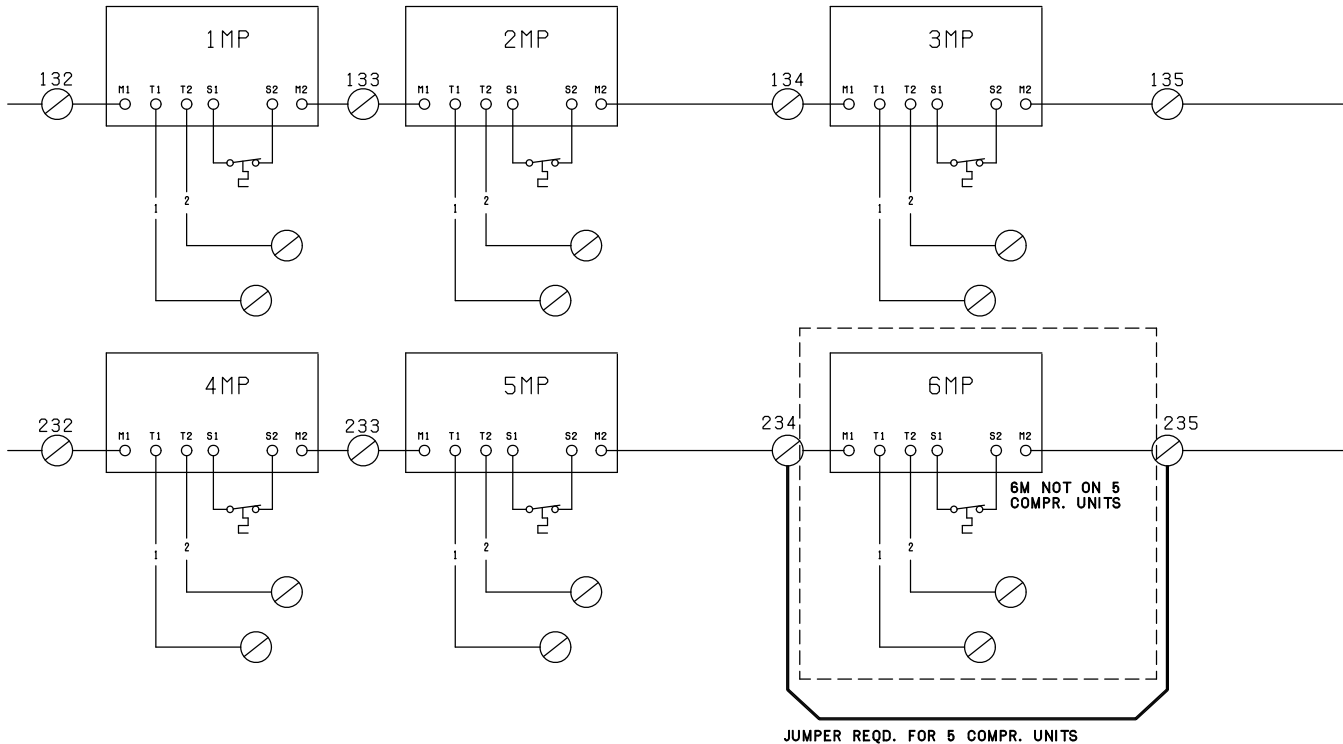 1MP 2MP 3MP
132 133 134 135
M1 T1 T2 S1 S2 M2 M1 T1 T2 S1 S2 M2 M1 T1 T2 S1 S2 M2
2 2 2
1 1 1
4MP 5MP 6MP
232 233 234 235
M1 T1 T2 S1 S2 M2 M1 T1 T2 S1 S2 M2 M1 T1 T2 S1 S2 M2
6M NOT ON 5
COMPR. UNITS
2 2 2
1 1 1
JUMPER REQD. FOR 5 COMPR. UNITS